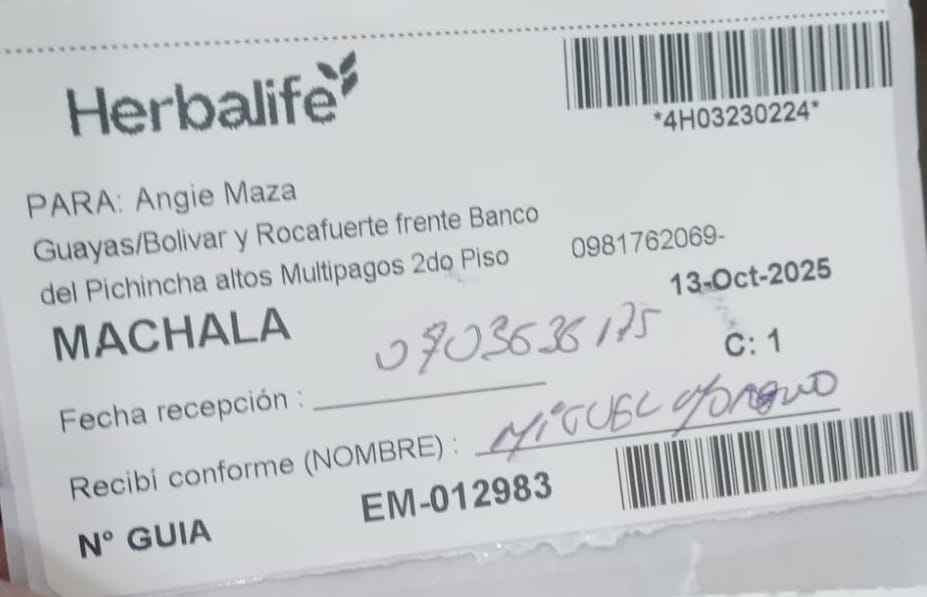 Herbalife
*4H03230224*
PARA: Angie Maza
Guayas/Bolivar y Rocafuerte frente Banco
del Pichincha altos Multipagos 2do Piso
0981762069-
13-Oct-2025
MACHALA
0703636175
C: 1
Fecha recepción :
Recibí conforme (NOMBRE) : MIGUEL
Nº GUIA EM-012983